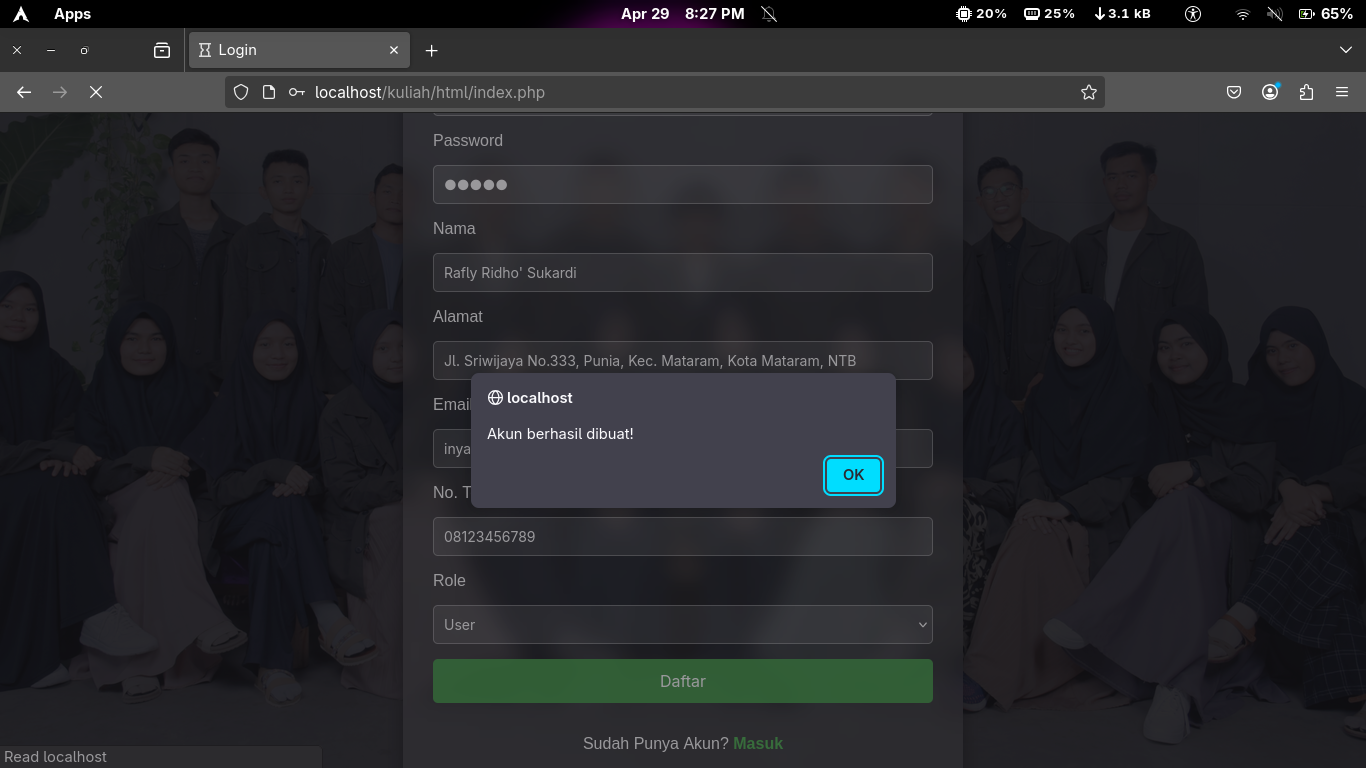 Apps
Apr 29 8:27 PM
20% 25% 3.1 kB 65%
Login
localhost/kuliah/html/index.php
Password
Nama
Rafly Ridho' Sukardi
Alamat
Jl. Sriwijaya No.333, Punia, Kec. Mataram, Kota Mataram, NTB
localhost
Email
Akun berhasil dibuat!
inya
OK
No. T
08123456789
Role
User
Daftar
Sudah Punya Akun? Masuk
Read localhost